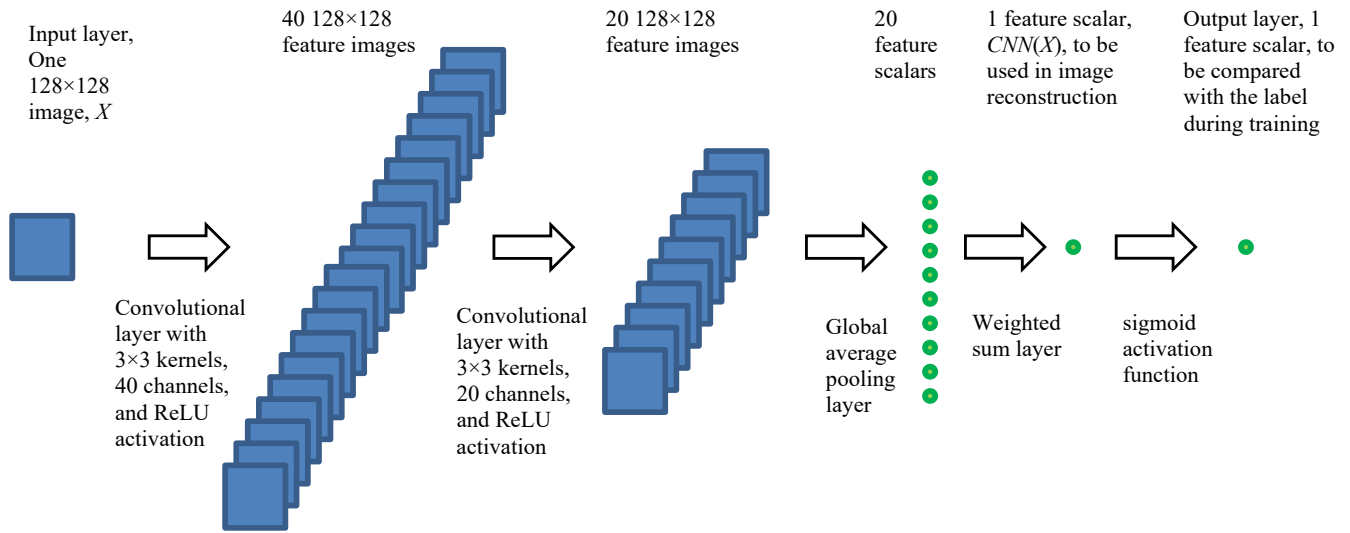 Input layer,
One
128×128
image, X
40 128×128
feature images
20 128×128
feature images
20
feature
scalars
1 feature scalar,
CNN(X), to be
used in image
reconstruction
Output layer, 1
feature scalar, to
be compared
with the label
during training
Convolutional
layer with
3×3 kernels,
40 channels,
and ReLU
activation
Convolutional
layer with
3×3 kernels,
20 channels,
and ReLU
activation
Global
average
pooling
layer
Weighted
sum layer
sigmoid
activation
function